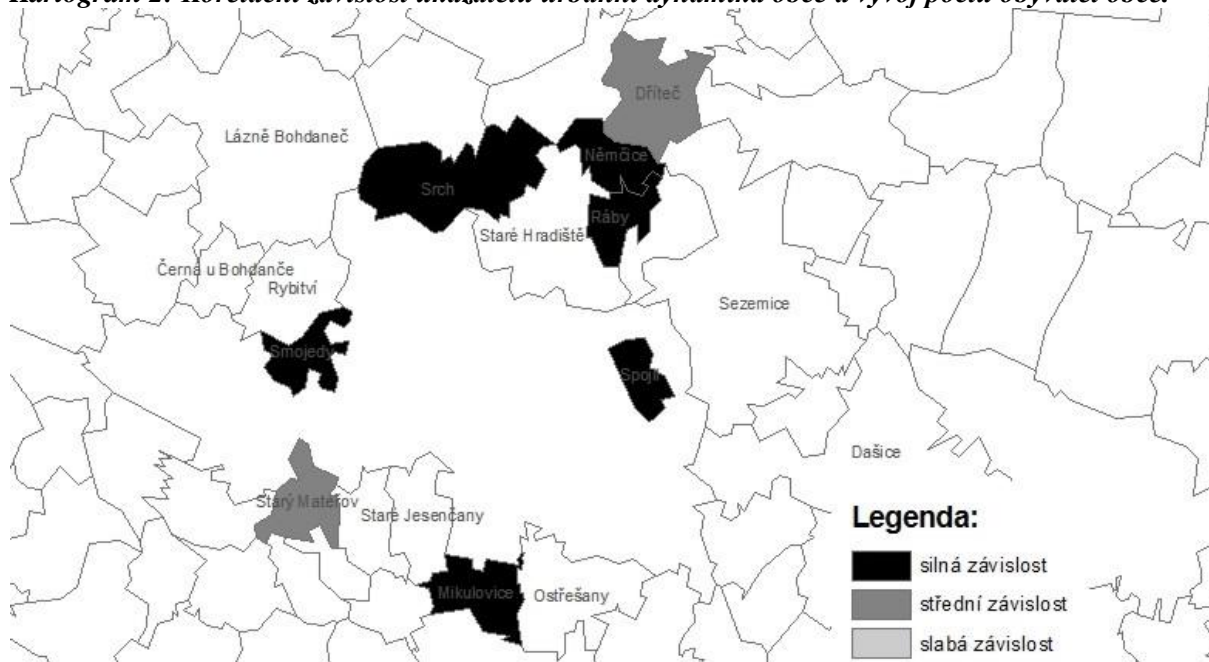 Kartogram 2: Korelační závislost ukazatelů urbánní dynamika obce a vývoj počtu obyvatel obce.
Dříteč
Lázně Bohdaneč
Němčice
Srch
Ráby
Staré Hradiště
Černá u Bohdanče
Rybitví
Sezemice
Srnojedy
Spojil
Dašice
Starý Mateřov
Staré Jesenčany
Legenda:
silná závislost
Mikulovice
Ostřešany
střední závislost
slabá závislost